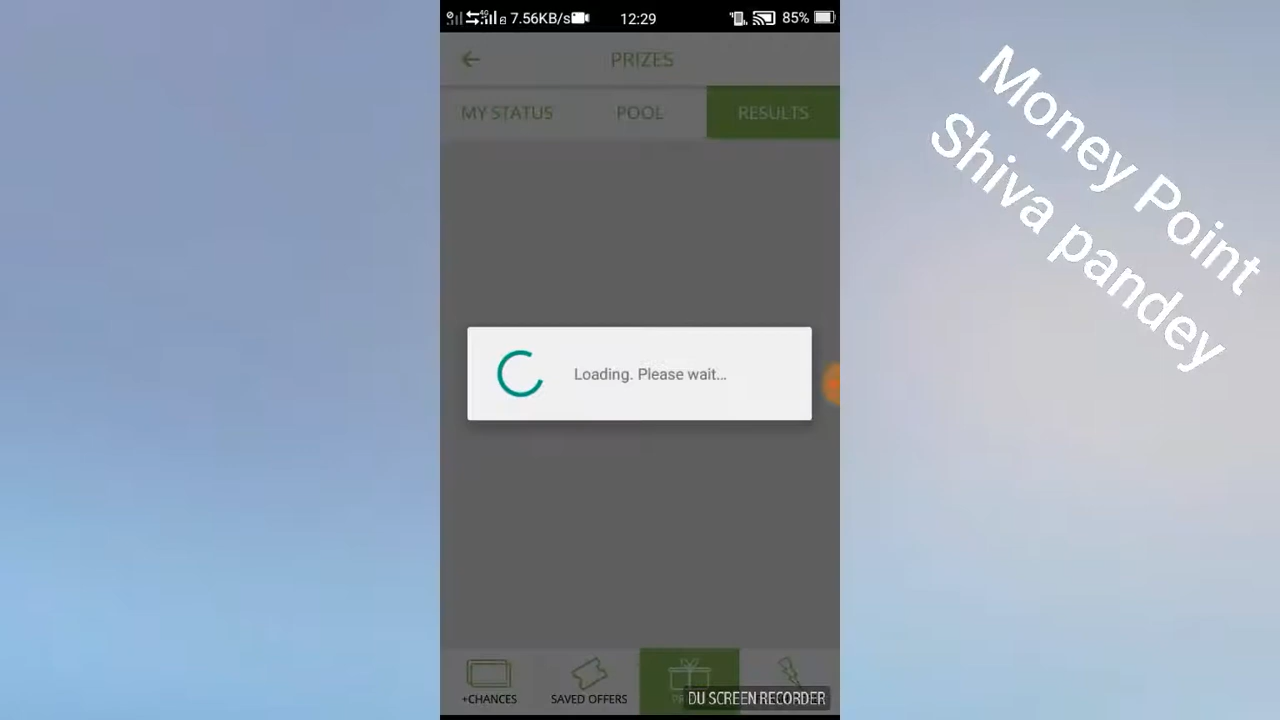 7.56KB/s 12:29 85%
PRIZES
MY STATUS POOL RESULTS
Loading. Please wait...
+CHANCES SAVED OFFERS
DU SCREEN RECORDER
Money Point
Shiva pandey